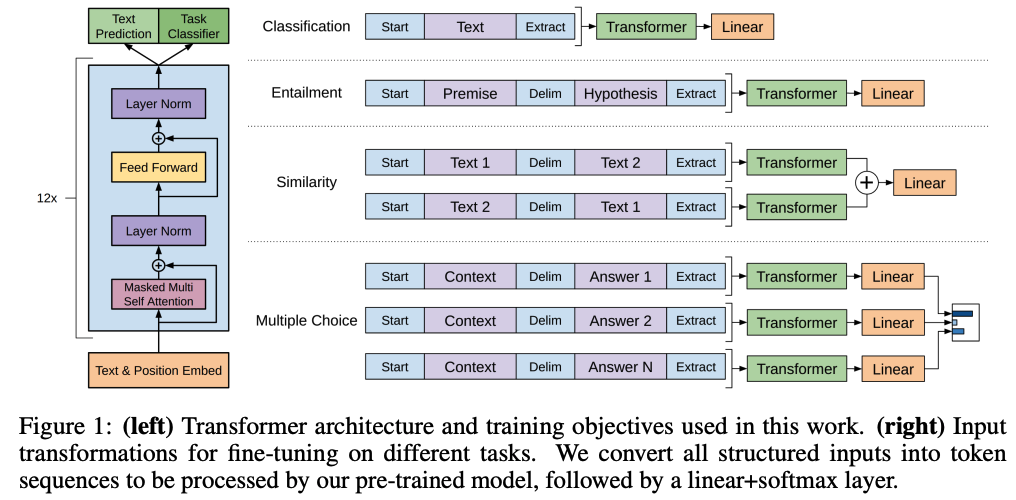 Text
Prediction
Task
Classifier
Layer Norm
Feed Forward
12x
Layer Norm
Masked Multi
Self Attention
Text & Position Embed
Classification Start Text Extract Transformer Linear
Entailment Start Premise Delim Hypothesis Extract Transformer Linear
Similarity
Start Text 1 Delim Text 2 Extract Transformer
Linear
Start Text 2 Delim Text 1 Extract Transformer
Multiple Choice
Start Context Delim Answer 1 Extract Transformer Linear
Start Context Delim Answer 2 Extract Transformer Linear
Start Context Delim Answer N Extract Transformer Linear
Figure 1: (left) Transformer architecture and training objectives used in this work. (right) Input
transformations for fine-tuning on different tasks. We convert all structured inputs into token
sequences to be processed by our pre-trained model, followed by a linear+softmax layer.